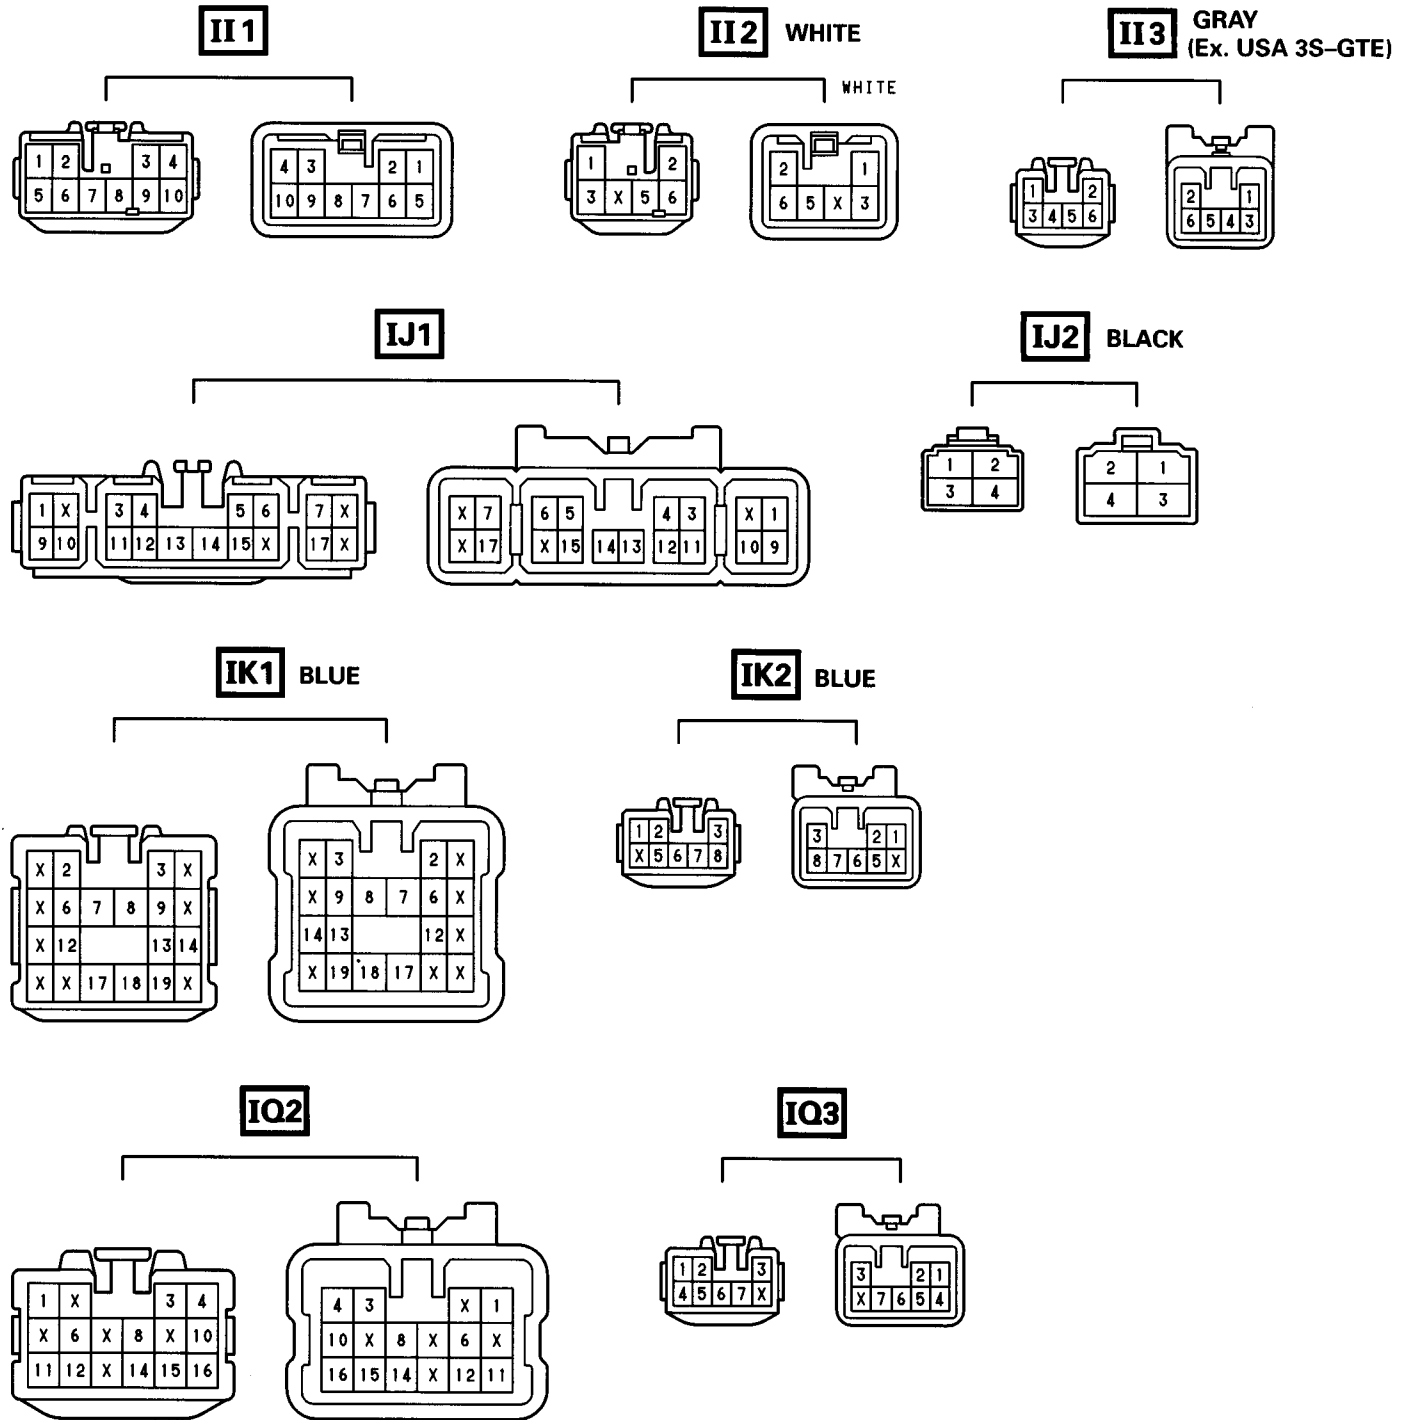 II1
II2 WHITE
WHITE
II3 GRAY
(Ex. USA 3S–GTE)
1 2 3 4
5 6 7 8 9 10
4 3 2 1
10 9 8 7 6 5
1 2
3 X 5 6
2 1
6 5 X 3
1 2
3 4 5 6
2 1
6 5 4 3
IJ1
IJ2 BLACK
1 X 3 4 5 6 7 X
9 10 11 12 13 14 15 X 17 X
X 7 6 5 4 3 X 1
X 17 X 15 14 13 12 11 10 9
1 2
3 4
2 1
4 3
IK1 BLUE
IK2 BLUE
X 2 3 X
X 6 7 8 9 X
X 12 13 14
X X 17 18 19 X
X 3 2 X
X 9 8 7 6 X
14 13 12 X
X 19 18 17 X X
1 2 3
X 5 6 7 8
3 2 1
8 7 6 5 X
IQ2
IQ3
1 X 3 4
X 6 X 8 X 10
11 12 X 14 15 16
4 3 X 1
10 X 8 X 6 X
16 15 14 X 12 11
1 2 3
4 5 6 7 X
3 2 1
X 7 6 5 4